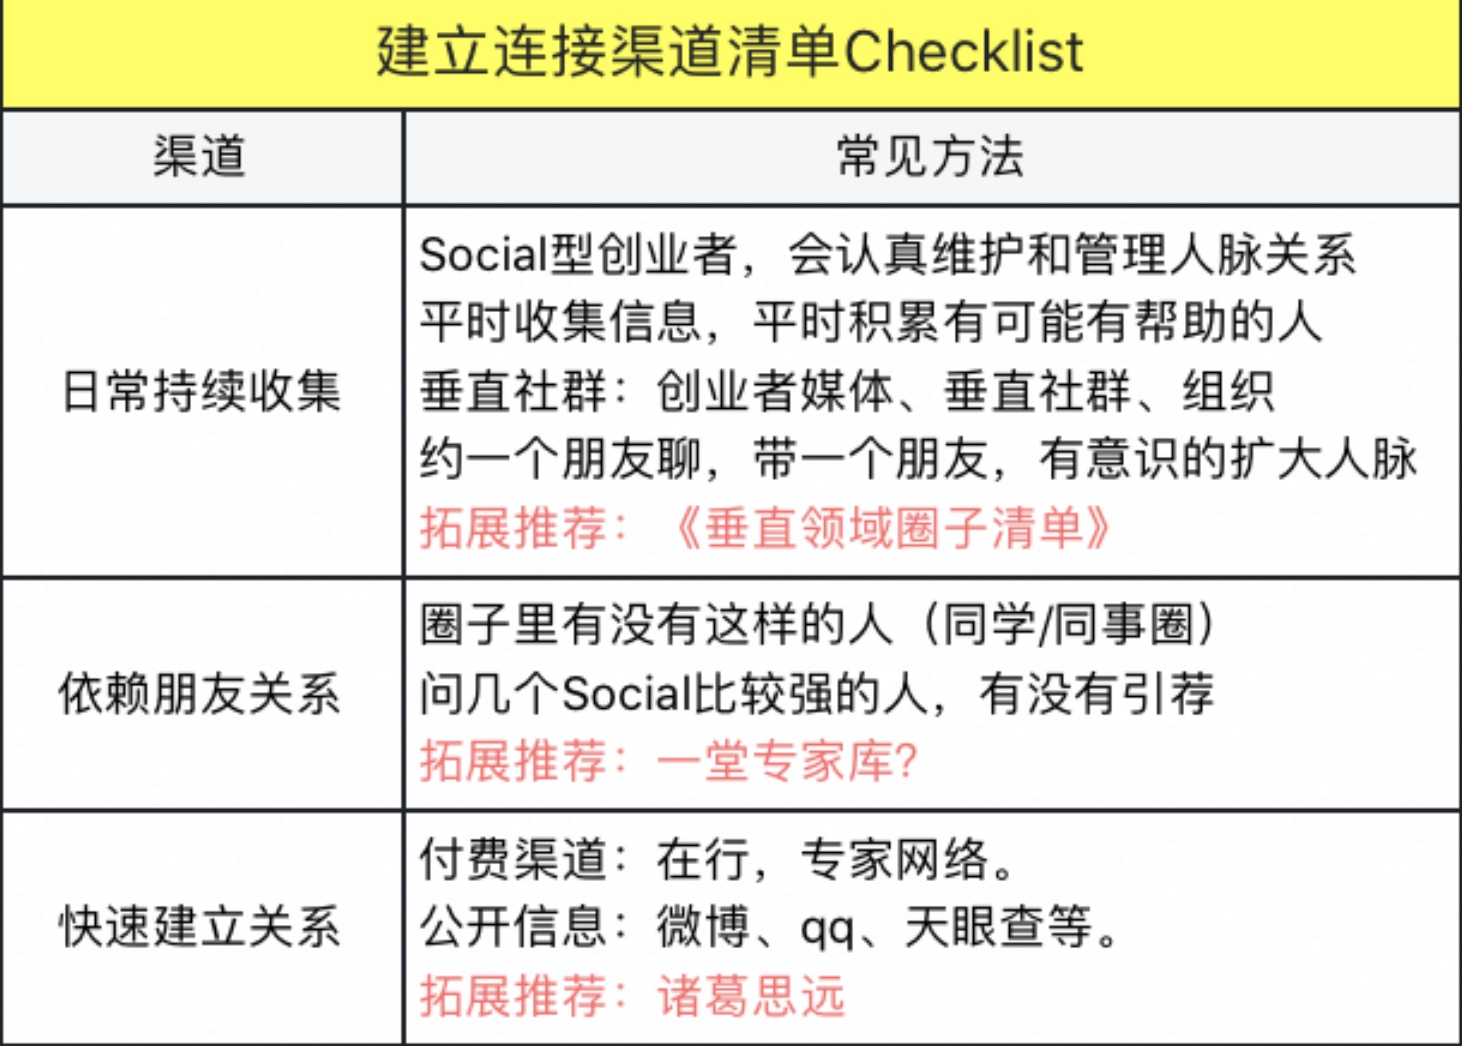 建立连接渠道清单Checklist
渠道
常见方法
日常持续收集
Social型创业者，会认真维护和管理人脉关系
平时收集信息，平时积累有可能有帮助的人
垂直社群：创业者媒体、垂直社群、组织
约一个朋友聊，带一个朋友，有意识的扩大人脉
拓展推荐：《垂直领域圈子清单》
依赖朋友关系
圈子里有没有这样的人（同学/同事圈）
问几个Social比较强的人，有没有引荐
拓展推荐：一堂专家库?
快速建立关系
付费渠道：在行，专家网络。
公开信息：微博、qq、天眼查等。
拓展推荐：诸葛思远